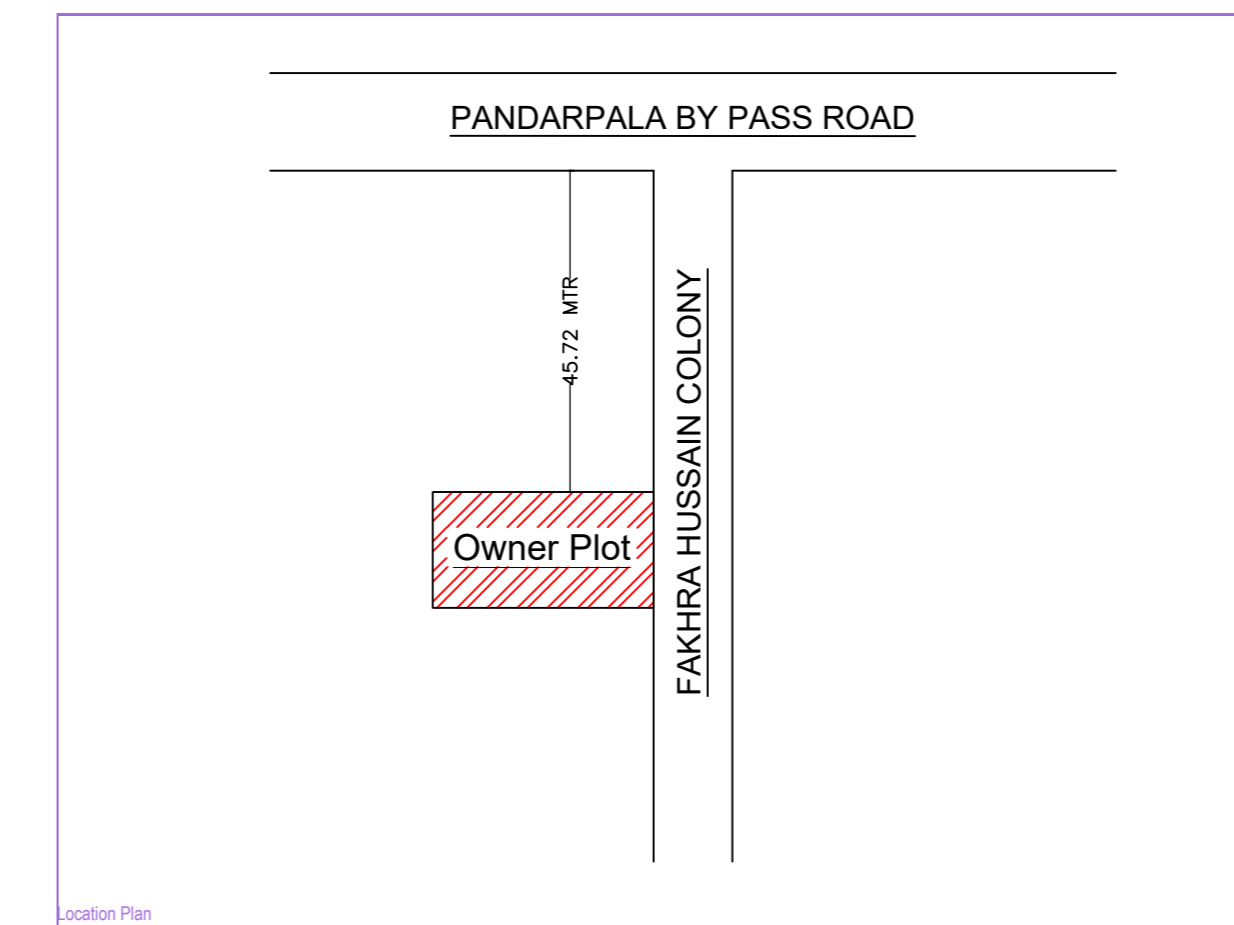 PANDARPALA BY PASS ROAD
45.72 MTR
FAKHRA HUSSAIN COLONY
Owner Plot
Location Plan